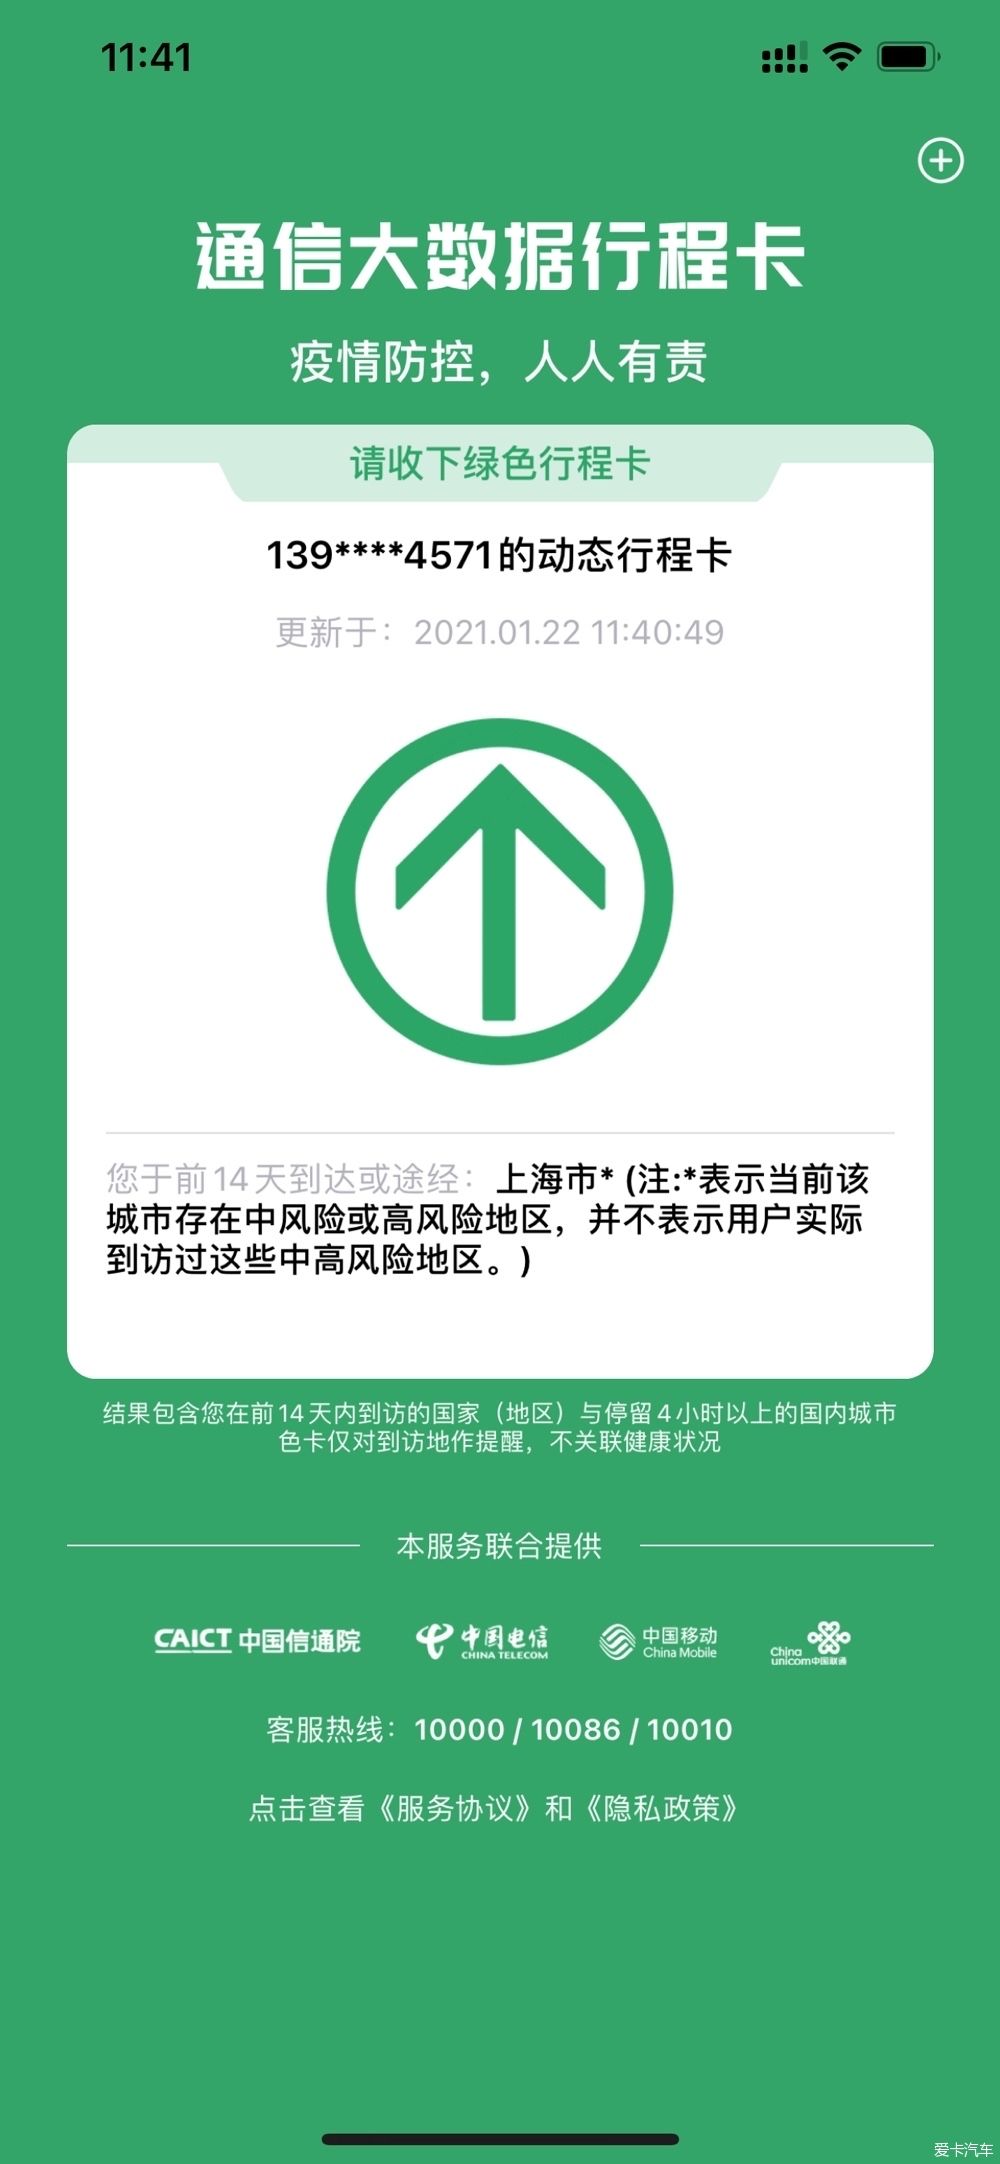 11:41
通信大数据行程卡
疫情防控，人人有责
请收下绿色行程卡
139****4571的动态行程卡
更新于：2021.01.22 11:40:49
您于前14天到达或途经：上海市* (注:*表示当前该
城市存在中风险或高风险地区，并不表示用户实际
到访过这些中高风险地区。)
结果包含您在前14天内到访的国家（地区）与停留4小时以上的国内城市
色卡仅对到访地作提醒，不关联健康状况
本服务联合提供
CAICT 中国信通院 中国电信 CHINA TELECOM 中国移动 China Mobile China unicom中国联通
客服热线：10000 / 10086 / 10010
点击查看《服务协议》和《隐私政策》
爱卡汽车